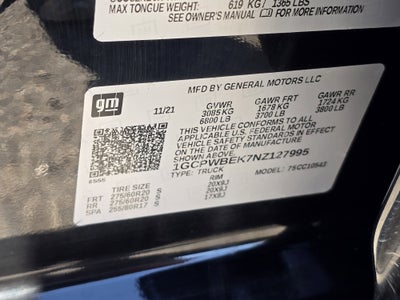 MAX TONGUE WEIGHT: 619 KG/ 1365 LBS
SEE OWNER'S MANUAL FOR MORE INFORMATION
gm
MFD BY GENERAL MOTORS LLC
11/21
GVWR GAWR FRT GAWR RR
3085 KG 1678 KG 1724 KG
6800 LB 3700 LB 3800 LB
THIS VEHICLE CONFORMS TO ALL
APPLICABLE U.S. FEDERAL MOTOR
VEHICLE SAFETY STANDARDS IN
EFFECT ON THE DATE OF
MANUFACTURE SHOWN ABOVE.
1GCPWBEK7NZ127995
TYPE: TRUCK MODEL:
TIRE SIZE RIM
FRT 275/60R20 S 20X9J
RR 275/60R20 S 20X9J
SPA 255/80R17 S 17X8J